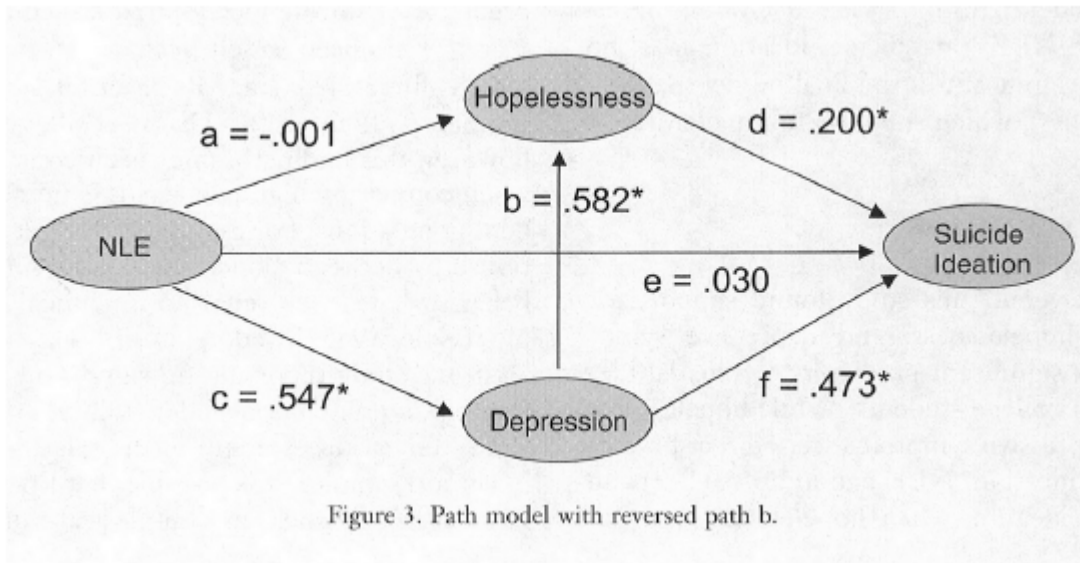 Hopelessness
a = -.001
d = .200*
b = .582*
NLE
Suicide
Ideation
e = .030
c = .547*
f = .473*
Depression
Figure 3. Path model with reversed path b.